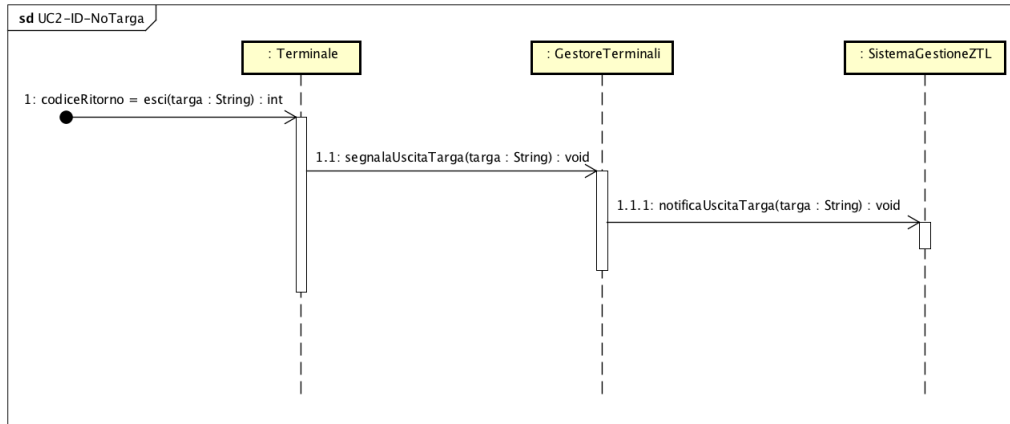 sd UC2-ID-NoTarga
: Terminale
: GestoreTerminali
: SistemaGestioneZTL
1: codiceRitorno = esci(targa : String) : int
1.1: segnalaUscitaTarga(targa : String) : void
1.1.1: notificaUscitaTarga(targa : String) : void